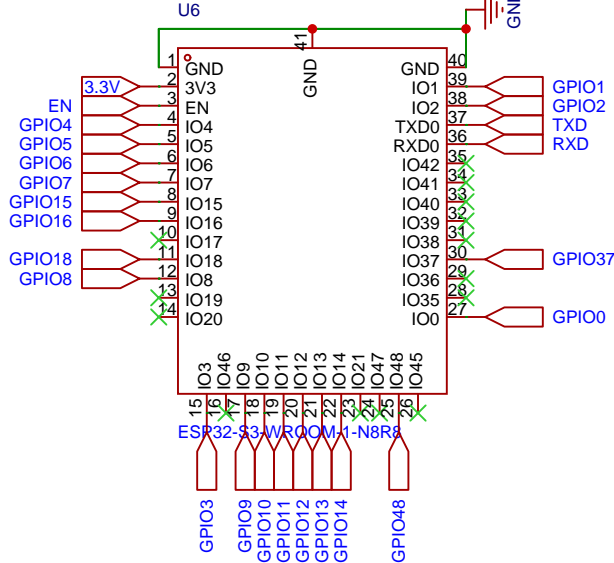 U6
GND
41
GND
1 GND GND 40
3.3V 2 3V3 IO1 39 GPIO1
EN 3 EN IO2 38 GPIO2
GPIO4 4 IO4 TXD0 37 TXD
GPIO5 5 IO5 RXD0 36 RXD
GPIO6 6 IO6 IO42 35
GPIO7 7 IO7 IO41 34
GPIO15 8 IO15 IO40 33
GPIO16 9 IO16 IO39 32
10 IO17 IO38 31
GPIO18 11 IO18 IO37 30 GPIO37
GPIO8 12 IO8 IO36 29
13 IO19 IO35 28
14 IO20 IO0 27 GPIO0
IO3 IO46 IO9 IO10 IO11 IO12 IO13 IO14 IO21 IO47 IO48 IO45
15 16 17 18 19 20 21 22 23 24 25 26
ESP32-S3-WROOM-1-N8R8
GPIO3 GPIO9 GPIO10 GPIO11 GPIO12 GPIO13 GPIO14 GPIO48